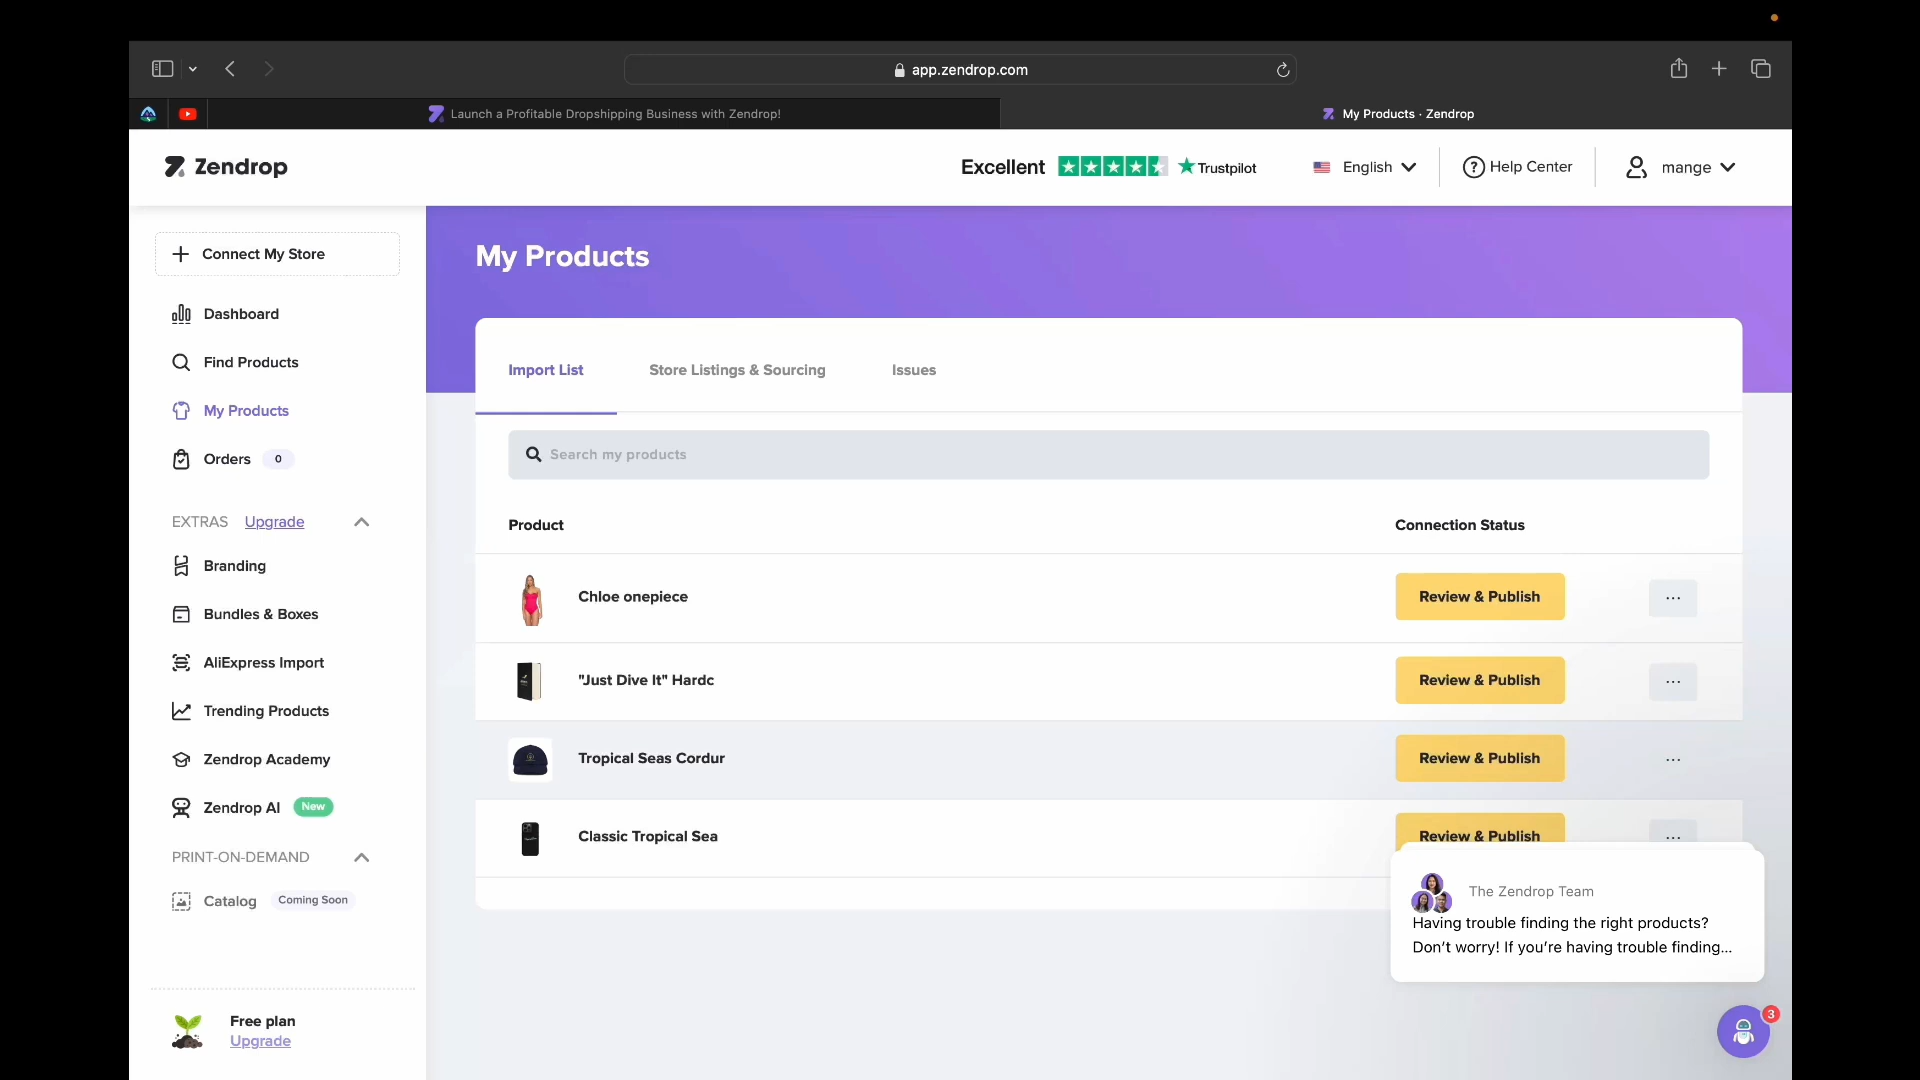 app.zendrop.com
Launch a Profitable Dropshipping Business with Zendrop!
My Products · Zendrop
Zendrop
Excellent
Trustpilot
English
Help Center
mange
Connect My Store
Dashboard
Find Products
My Products
Orders 0
EXTRAS Upgrade
Branding
Bundles & Boxes
AliExpress Import
Trending Products
Zendrop Academy
Zendrop AI New
PRINT-ON-DEMAND
Catalog Coming Soon
Free plan
Upgrade
My Products
Import List
Store Listings & Sourcing
Issues
Search my products
Product
Connection Status
Chloe onepiece
Review & Publish
...
"Just Dive It" Hardc
Review & Publish
...
Tropical Seas Cordur
Review & Publish
...
Classic Tropical Sea
Review & Publish
...
The Zendrop Team
Having trouble finding the right products?
Don't worry! If you're having trouble finding...
3